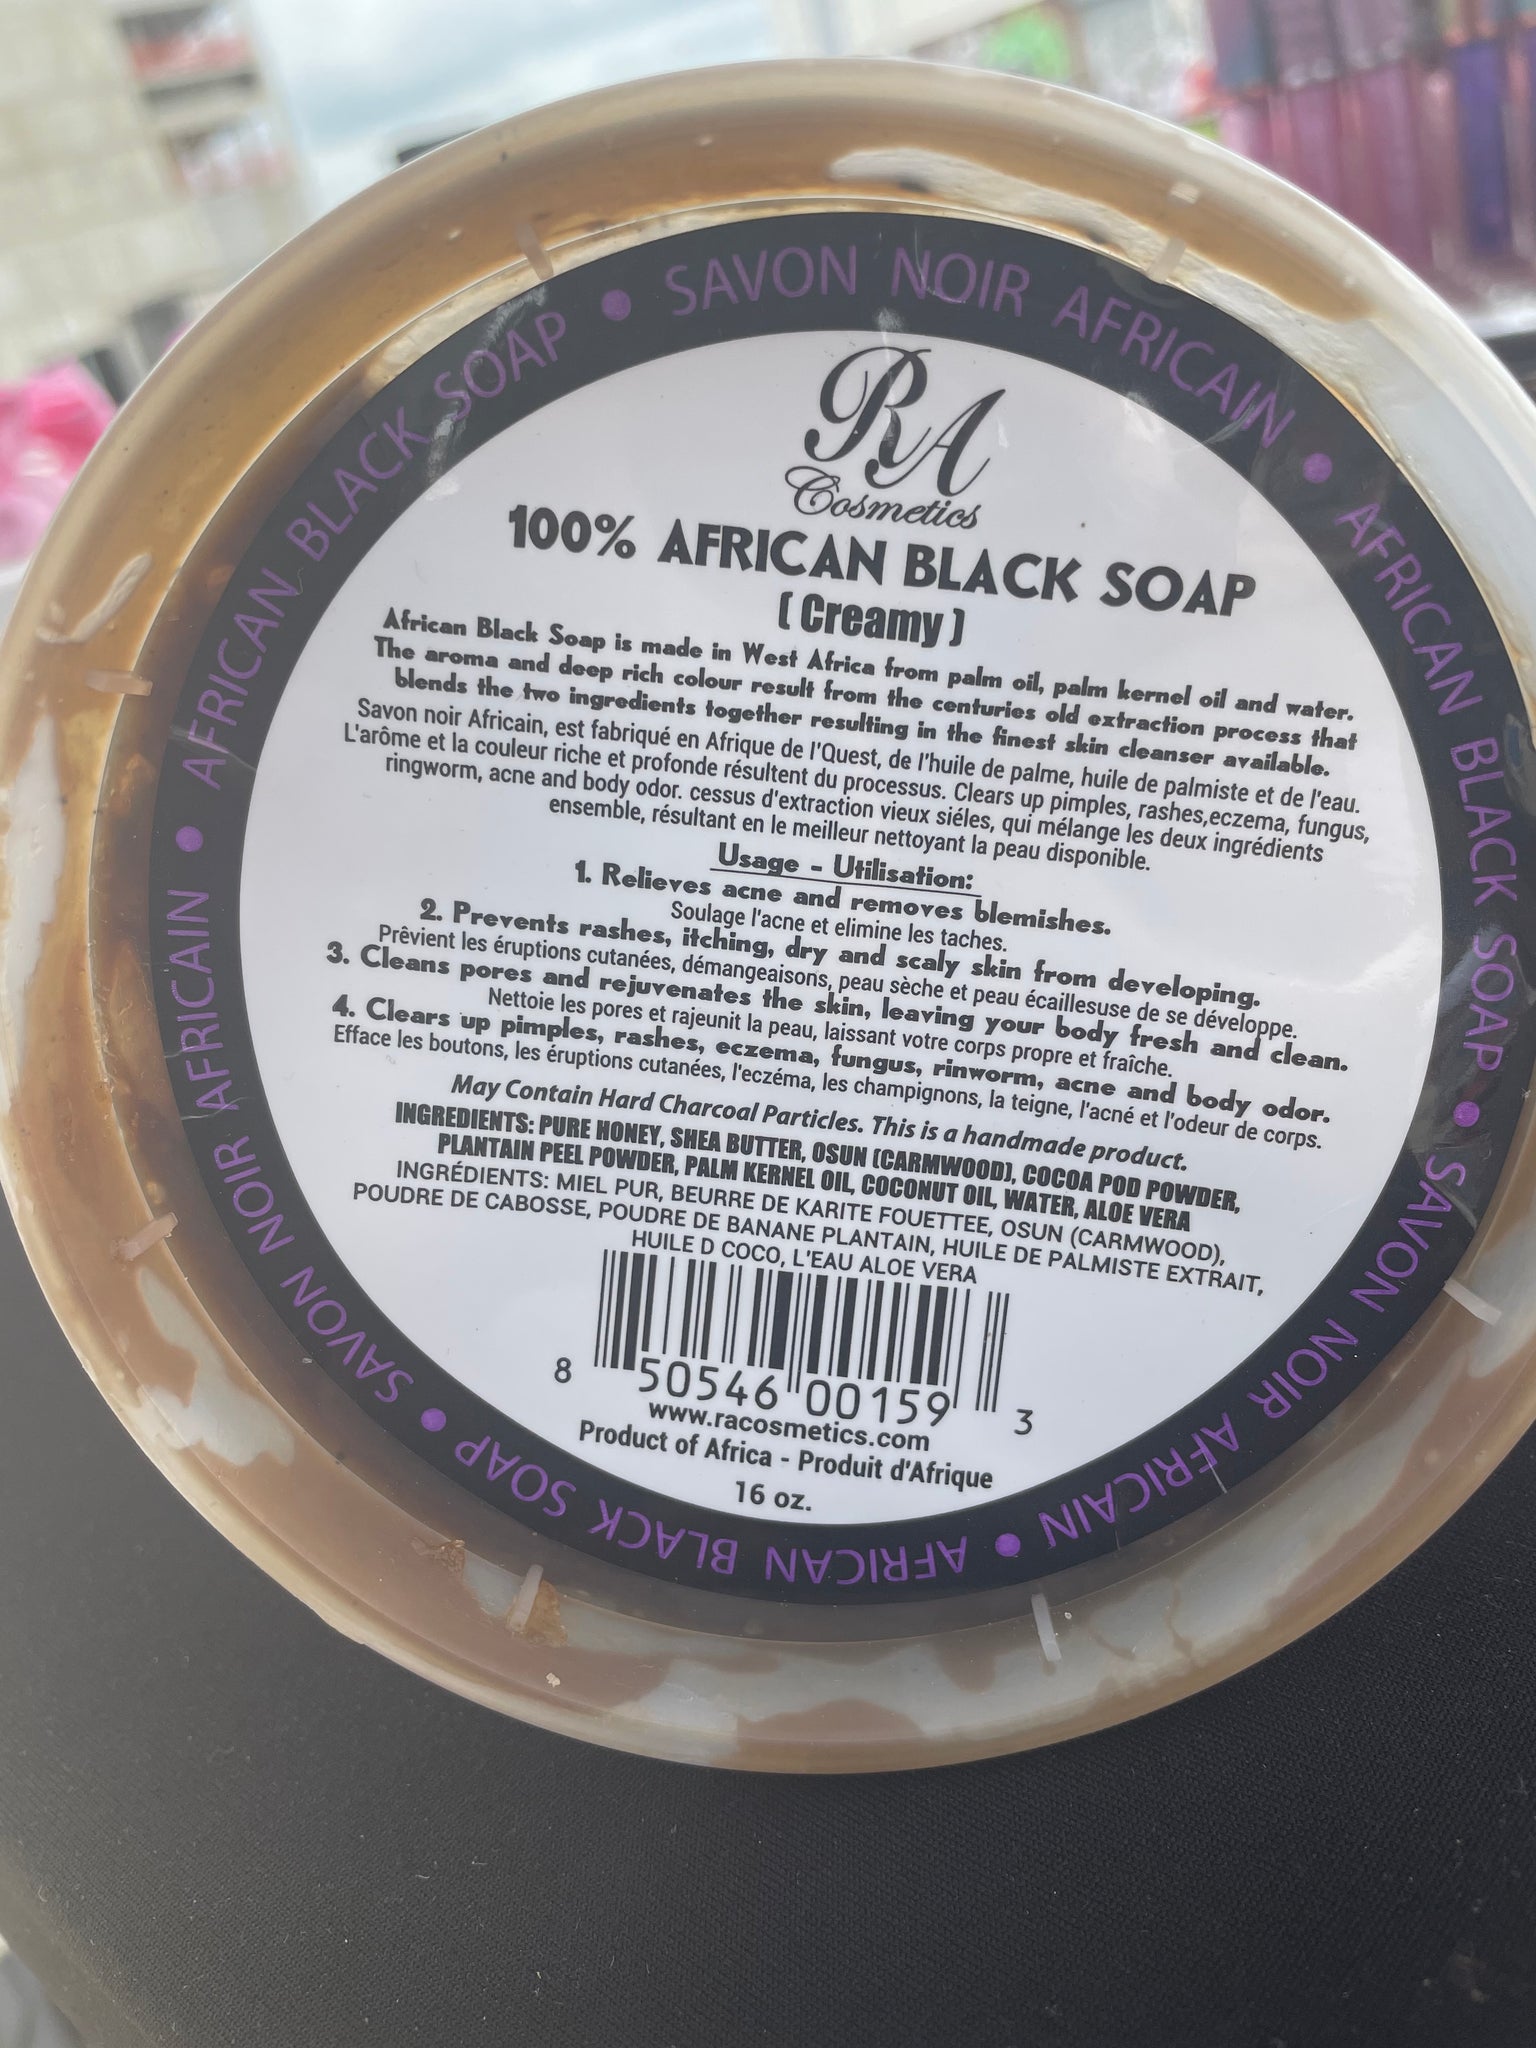 SAVON NOIR AFRICAIN • AFRICAN BLACK SOAP • SAVON NOIR AFRICAIN • AFRICAN BLACK SOAP • SAVON NOIR AFRICAIN • AFRICAN BLACK SOAP •
RA
Cosmetics
100% AFRICAN BLACK SOAP
(Creamy)
African Black Soap is made in West Africa from palm oil, palm kernel oil and water.
The aroma and deep rich colour result from the centuries old extraction process that
blends the two ingredients together resulting in the finest skin cleanser available.
Savon noir Africain, est fabriqué en Afrique de l'Quest, de l'huile de palme, huile de palmiste et de l'eau.
L'arôme et la couleur riche et profonde résultent du processus. Clears up pimples, rashes,eczema, fungus,
ringworm, acne and body odor. cessus d'extraction vieux siéles, qui mélange les deux ingrédients
ensemble, résultant en le meilleur nettoyant la peau disponible.
Usage - Utilisation:
1. Relieves acne and removes blemishes.
Soulage l'acne et elimine les taches.
2. Prevents rashes, itching, dry and scaly skin from developing.
Prêvient les éruptions cutanées, démangeaisons, peau sèche et peau écaillesuse de se développe.
3. Cleans pores and rejuvenates the skin, leaving your body fresh and clean.
Nettoie les pores et rajeunit la peau, laissant votre corps propre et fraîche.
4. Clears up pimples, rashes, eczema, fungus, rinworm, acne and body odor.
Efface les boutons, les éruptions cutanées, l'eczéma, les champignons, la teigne, l'acné et l'odeur de corps.
May Contain Hard Charcoal Particles. This is a handmade product.
INGREDIENTS: PURE HONEY, SHEA BUTTER, OSUN (CARMWOOD), COCOA POD POWDER,
PLANTAIN PEEL POWDER, PALM KERNEL OIL, COCONUT OIL, WATER, ALOE VERA
INGRÉDIENTS: MIEL PUR, BEURRE DE KARITE FOUETTEE, OSUN (CARMWOOD),
POUDRE DE CABOSSE, POUDRE DE BANANE PLANTAIN, HUILE DE PALMISTE EXTRAIT,
HUILE D COCO, L'EAU ALOE VERA
8 50546 00159 3
www.racosmetics.com
Product of Africa - Produit d'Afrique
16 oz.